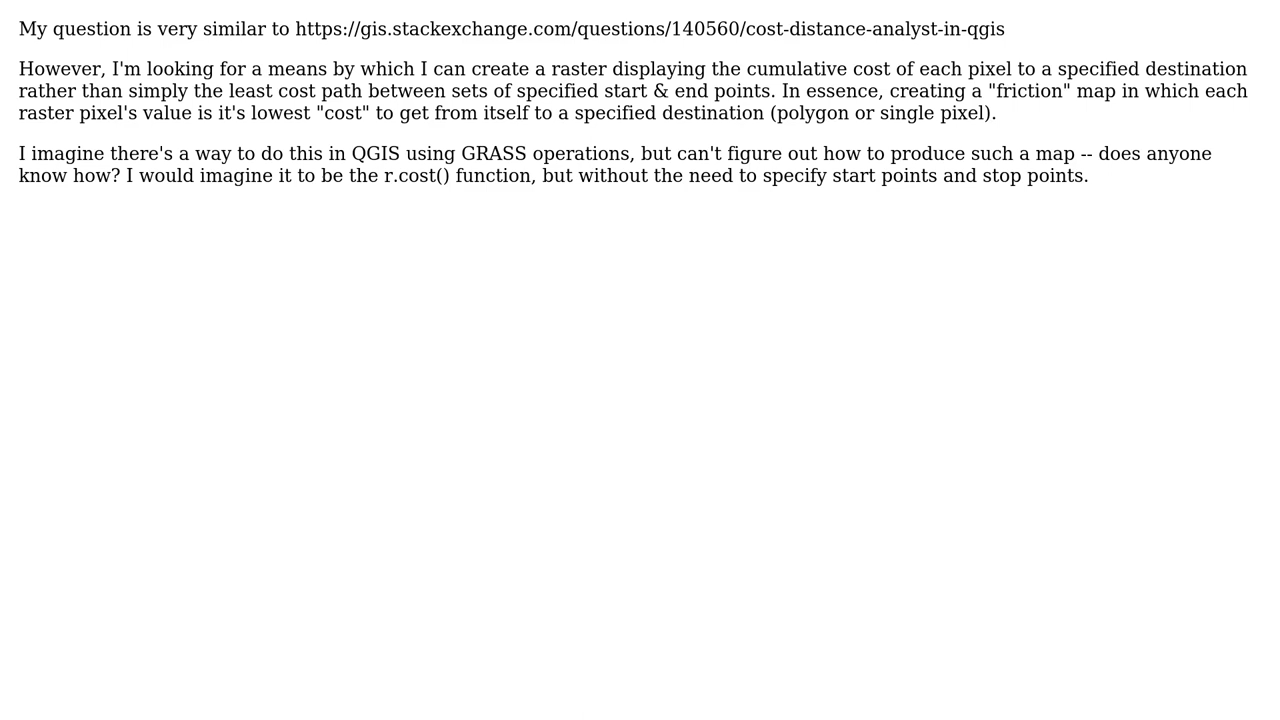 My question is very similar to https://gis.stackexchange.com/questions/140560/cost-distance-analyst-in-qgis
However, I'm looking for a means by which I can create a raster displaying the cumulative cost of each pixel to a specified destination
rather than simply the least cost path between sets of specified start & end points. In essence, creating a "friction" map in which each
raster pixel's value is it's lowest "cost" to get from itself to a specified destination (polygon or single pixel).
I imagine there's a way to do this in QGIS using GRASS operations, but can't figure out how to produce such a map -- does anyone
know how? I would imagine it to be the r.cost() function, but without the need to specify start points and stop points.